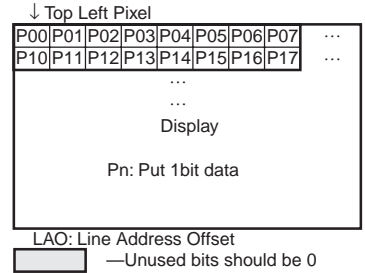 ↓ Top Left Pixel
P00 P01 P02 P03 P04 P05 P06 P07 …
P10 P11 P12 P13 P14 P15 P16 P17 …
…
…
Display
Pn: Put 1bit data
LAO: Line Address Offset
—Unused bits should be 0